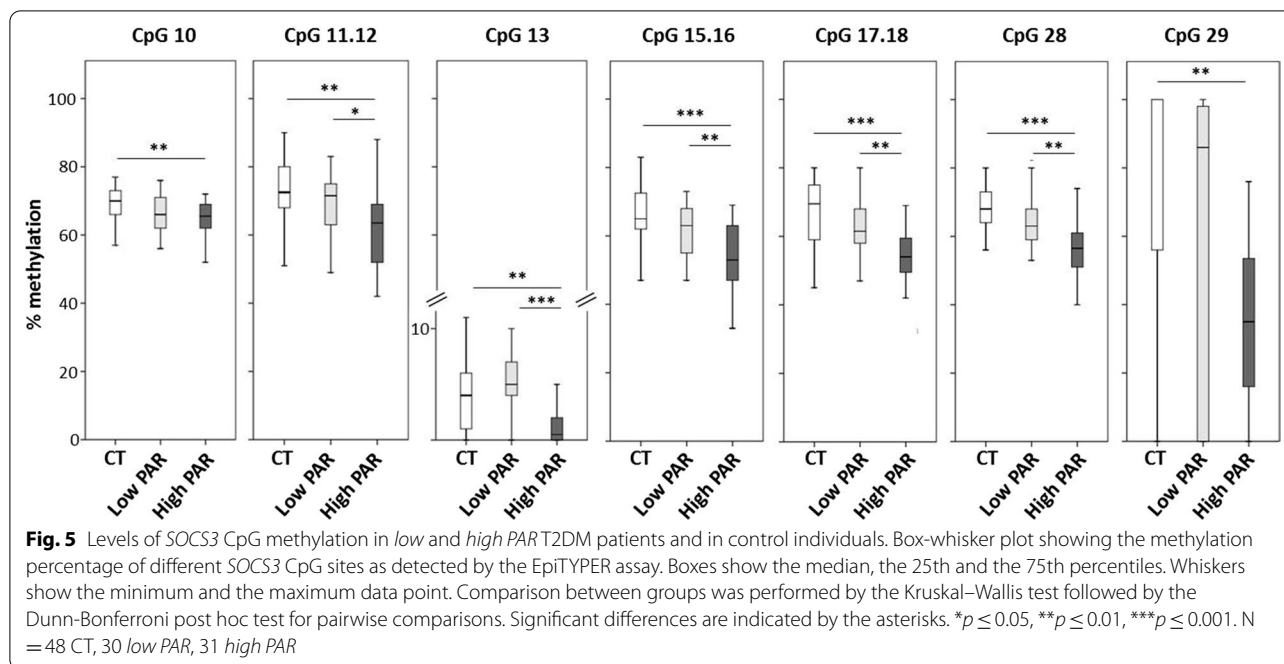 CpG 10 CpG 11.12 CpG 13 CpG 15.16 CpG 17.18 CpG 28 CpG 29
% methylation
100
80
60
40
20
0
10
** ** * ** *** *** ** *** ** *** ** **
CT Low PAR High PAR CT Low PAR High PAR CT Low PAR High PAR CT Low PAR High PAR CT Low PAR High PAR CT Low PAR High PAR CT Low PAR High PAR
Fig. 5 Levels of SOCS3 CpG methylation in low and high PAR T2DM patients and in control individuals. Box-whisker plot showing the methylation
percentage of different SOCS3 CpG sites as detected by the EpiTYPER assay. Boxes show the median, the 25th and the 75th percentiles. Whiskers
show the minimum and the maximum data point. Comparison between groups was performed by the Kruskal–Wallis test followed by the
Dunn-Bonferroni post hoc test for pairwise comparisons. Significant differences are indicated by the asterisks. *p ≤ 0.05, **p ≤ 0.01, ***p ≤ 0.001. N
= 48 CT, 30 low PAR, 31 high PAR